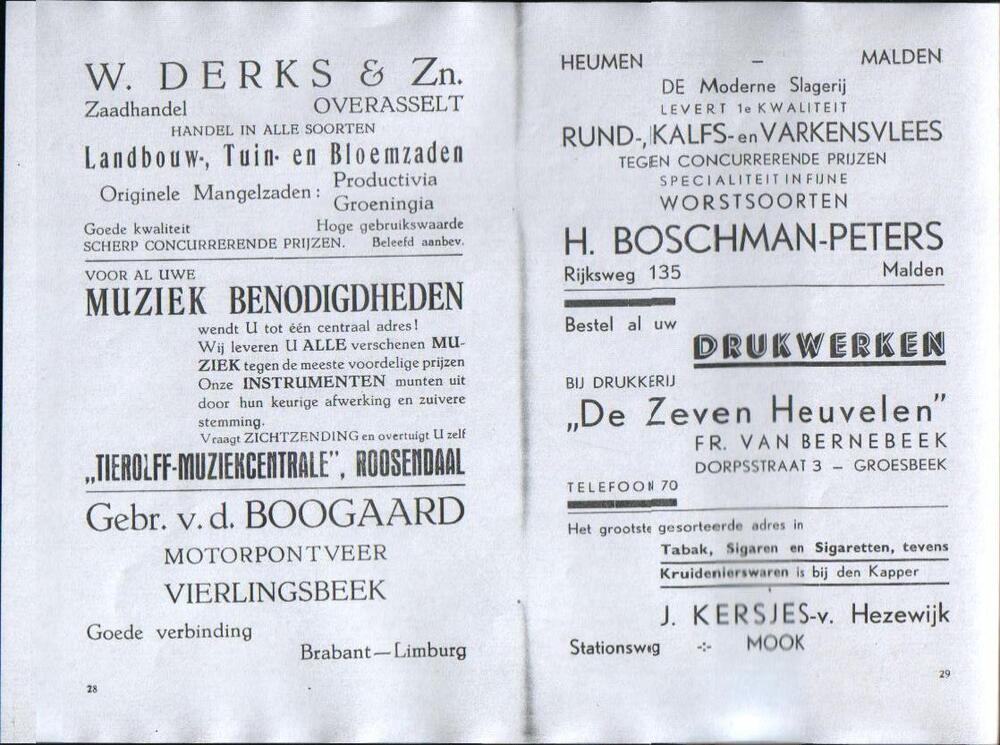 W. DERKS & Zn.
Zaadhandel OVERASSELT
HANDEL IN ALLE SOORTEN
Landbouw-, Tuin- en Bloemzaden
Originele Mangelzaden: Productivia
Groeningia
Goede kwaliteit Hoge gebruikswaarde
SCHERP CONCURRERENDE PRIJZEN. Beleefd aanbev.
VOOR AL UWE
MUZIEK BENODIGDHEDEN
wendt U tot één centraal adres!
Wij leveren U ALLE verschenen MU-
ZIEK tegen de meeste voordelige prijzen
Onze INSTRUMENTEN munten uit
door hun keurige afwerking en zuivere
stemming.
Vraagt ZICHTZENDING en overtuigt U zelf
„TIEROLFF-MUZIEKCENTRALE”, ROOSENDAAL
Gebr. v. d. BOOGAARD
MOTORPONTVEER
VIERLINGSBEEK
Goede verbinding
Brabant—Limburg
28
HEUMEN – MALDEN
DE Moderne Slagerij
LEVERT 1e KWALITEIT
RUND-, KALFS- en VARKENSVLEES
TEGEN CONCURRERENDE PRIJZEN
SPECIALITEIT IN FIJNE
WORSTSOORTEN
H. BOSCHMAN-PETERS
Rijksweg 135 Malden
Bestel al uw
DRUKWERKEN
BIJ DRUKKERIJ
„De Zeven Heuvelen”
FR. VAN BERNEBEEK
DORPSSTRAAT 3 – GROESBEEK
TELEFOON 70
Het grootste gesorteerde adres in
Tabak, Sigaren en Sigaretten, tevens
Kruidenierswaren is bij den Kapper
J. KERSJES-v. Hezewijk
Stationsweg -:- MOOK
29